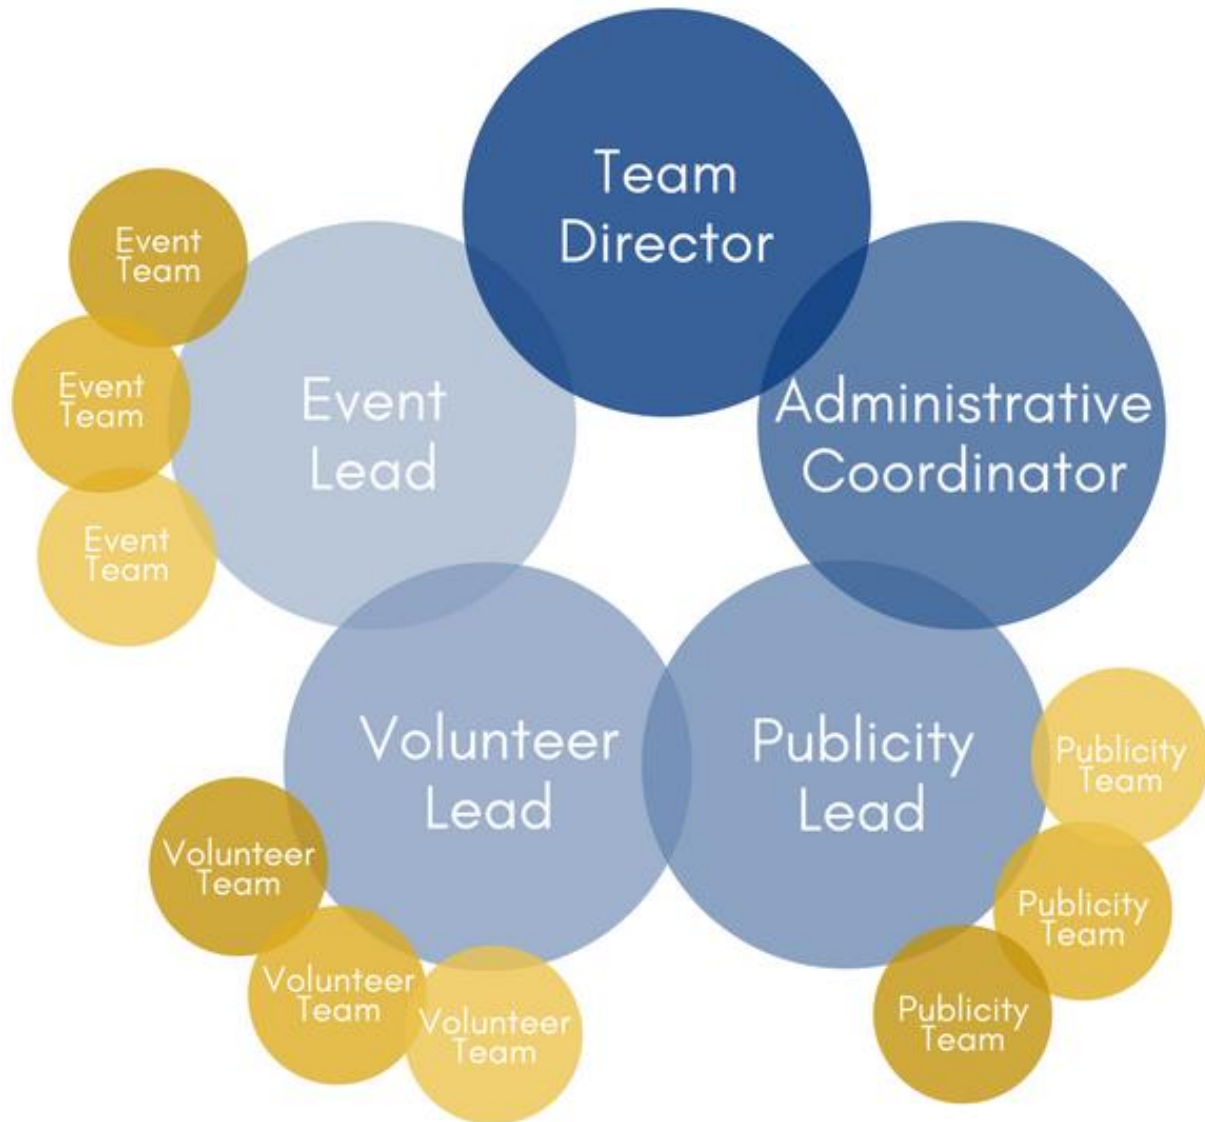 Team
Director
Event
Team
Event
Team
Event
Team
Event
Lead
Administrative
Coordinator
Volunteer
Lead
Publicity
Lead
Volunteer
Team
Volunteer
Team
Volunteer
Team
Publicity
Team
Publicity
Team
Publicity
Team